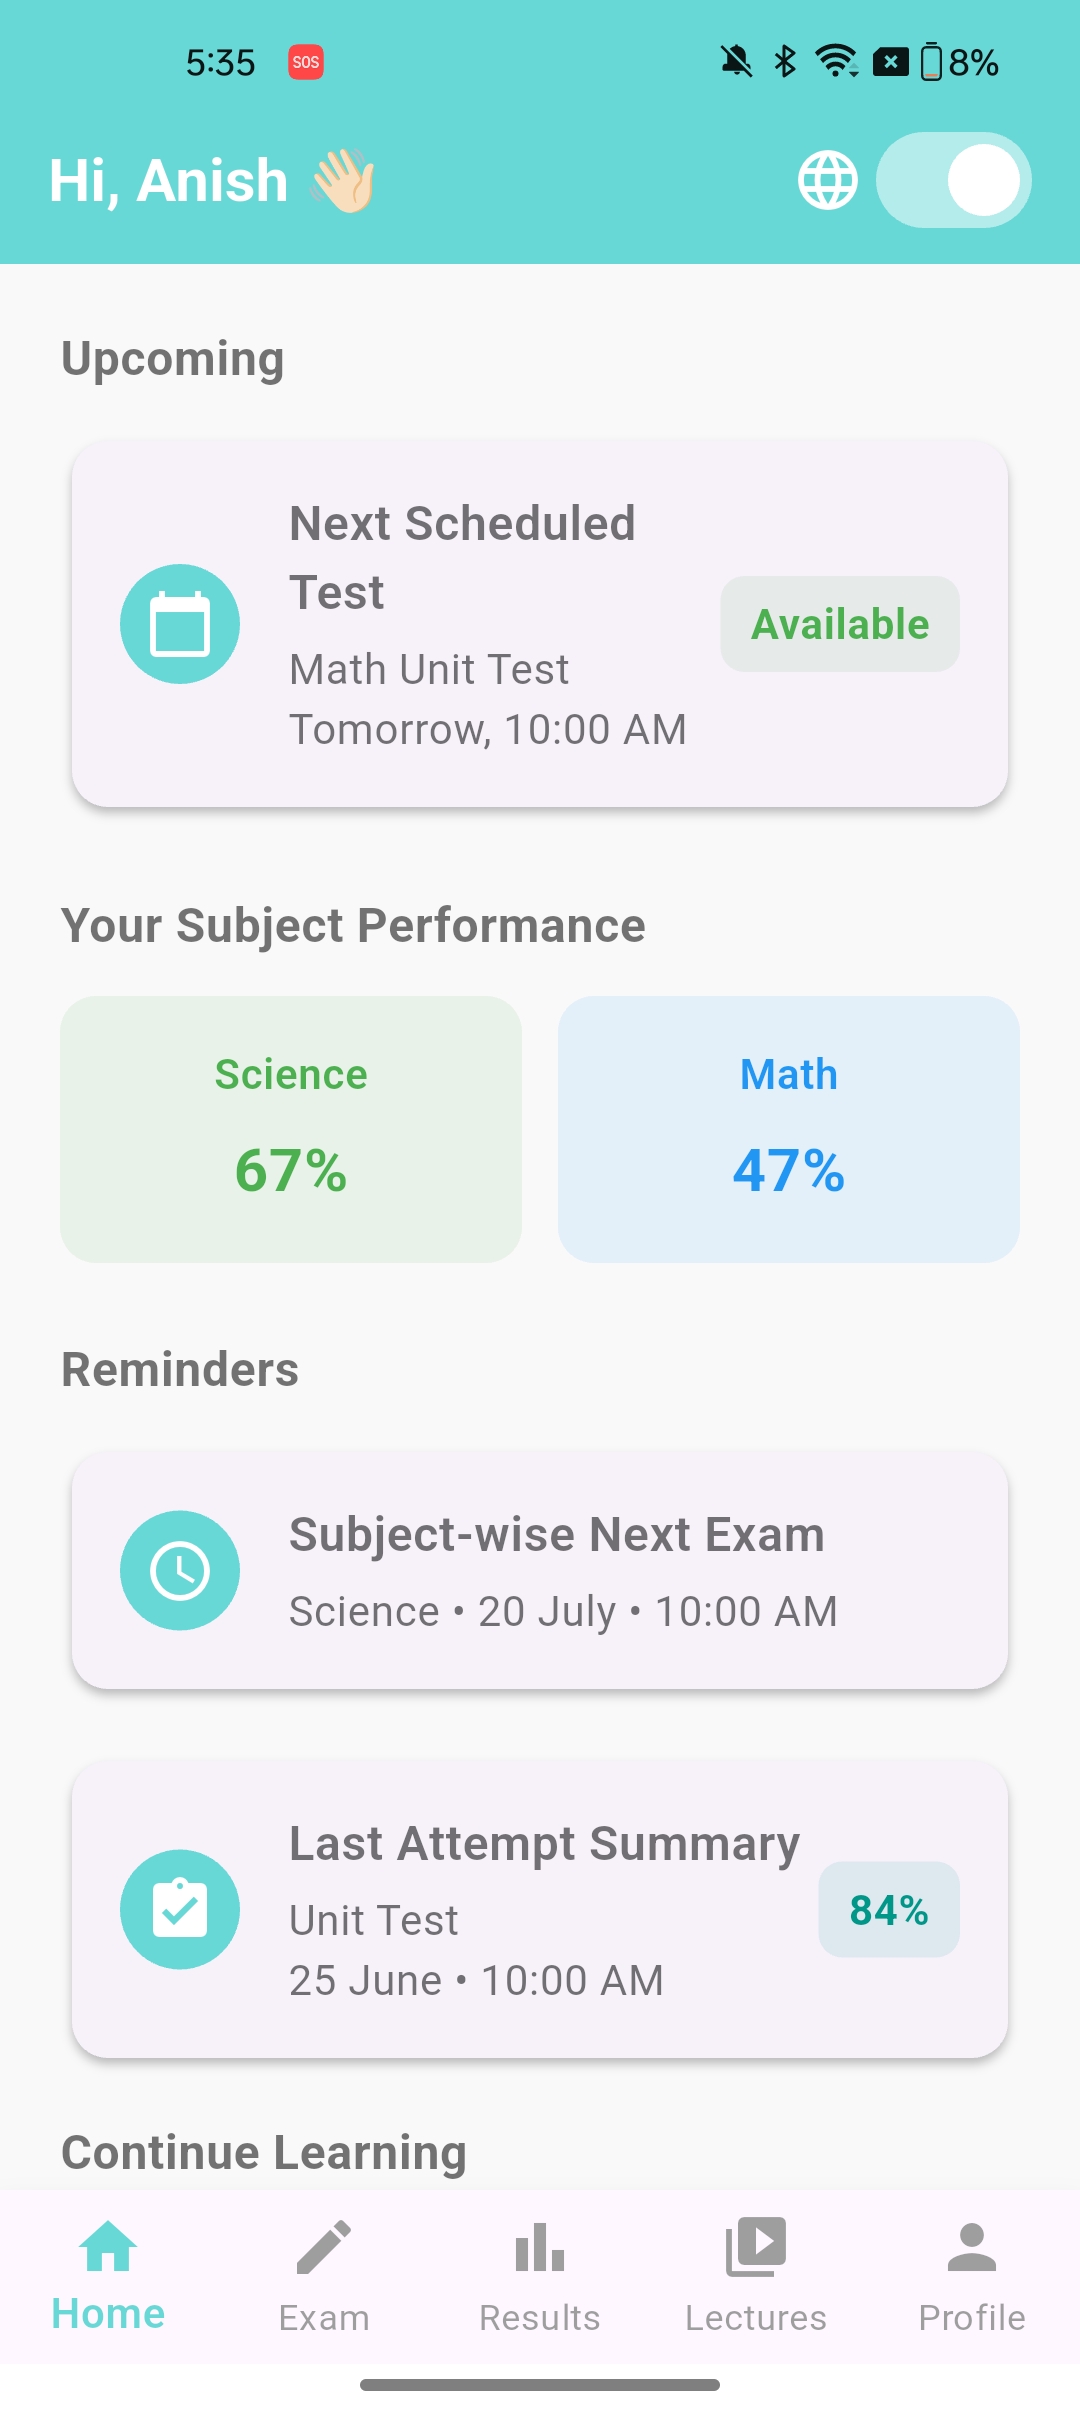 5:35 SOS 8%
Hi, Anish 👋🏻
Upcoming
Next Scheduled
Test
Math Unit Test
Tomorrow, 10:00 AM
Available
Your Subject Performance
Science
67%
Math
47%
Reminders
Subject-wise Next Exam
Science • 20 July • 10:00 AM
Last Attempt Summary
Unit Test
25 June • 10:00 AM
84%
Continue Learning
Home Exam Results Lectures Profile